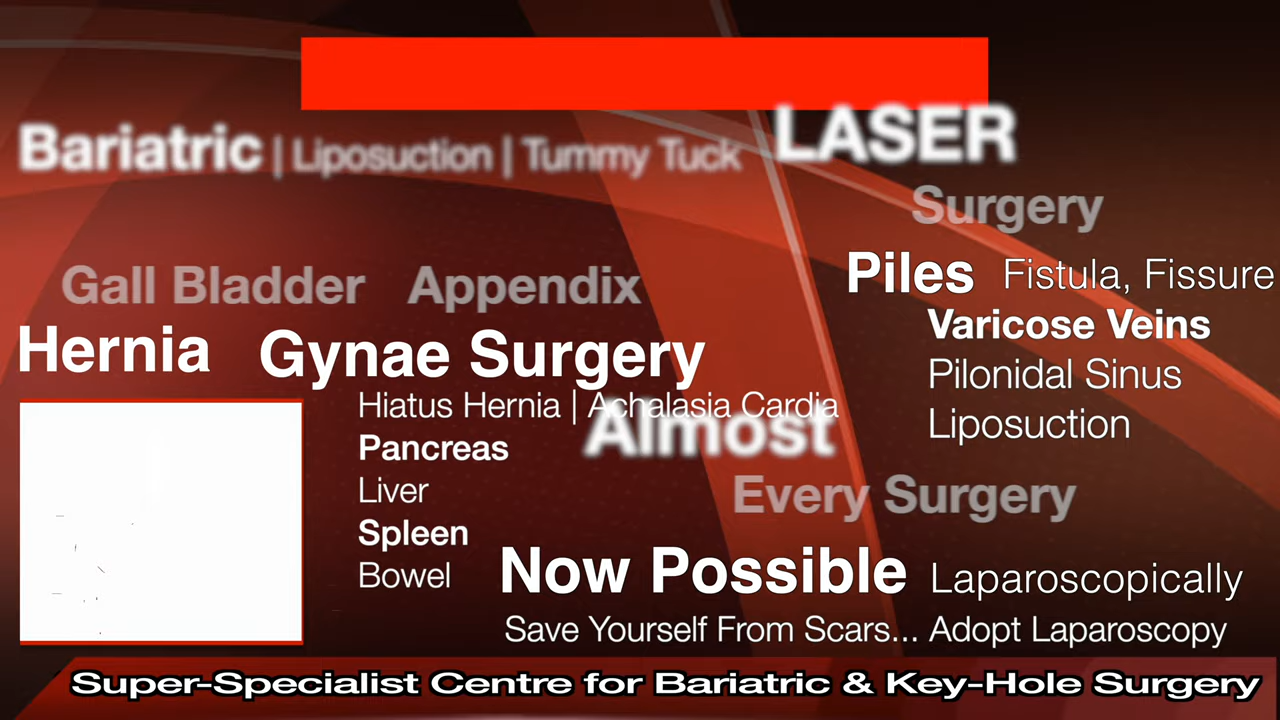 Bariatric | Liposuction | Tummy Tuck
LASER
Surgery
Gall Bladder Appendix
Hernia Gynae Surgery
Piles Fistula, Fissure
Varicose Veins
Pilonidal Sinus
Liposuction
Hiatus Hernia | Achalasia Cardia
Pancreas
Liver
Spleen
Bowel
Almost
Every Surgery
Now Possible Laparoscopically
Save Yourself From Scars... Adopt Laparoscopy
Super-Specialist Centre for Bariatric & Key-Hole Surgery